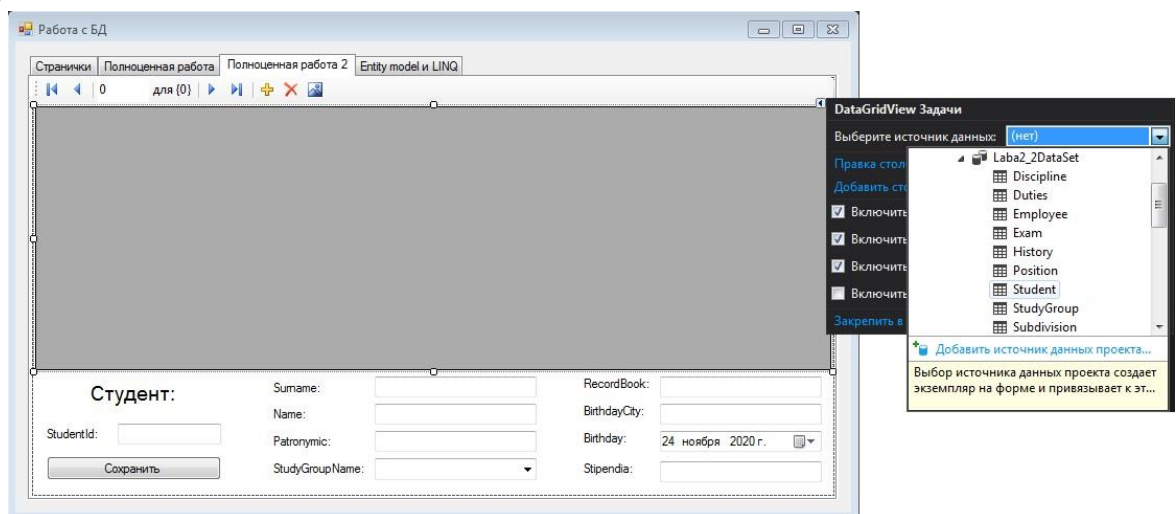 Работа с БД
Странички Полноценная работа Полноценная работа 2 Entity model и LINQ
0 для {0}
DataGridView Задачи
Выберите источник данных: (нет)
Правка стол
Добавить сто
Включить
Включить
Включить
Включить
Закрепить в
Laba2_2DataSet
Discipline
Duties
Employee
Exam
History
Position
Student
StudyGroup
Subdivision
Добавить источник данных проекта...
Выбор источника данных проекта создает
экземпляр на форме и привязывает к эт...
Студент:
StudentId:
Сохранить
Surname:
Name:
Patronymic:
StudyGroupName:
RecordBook:
BirthdayCity:
Birthday: 24 ноября 2020 г.
Stipendia: